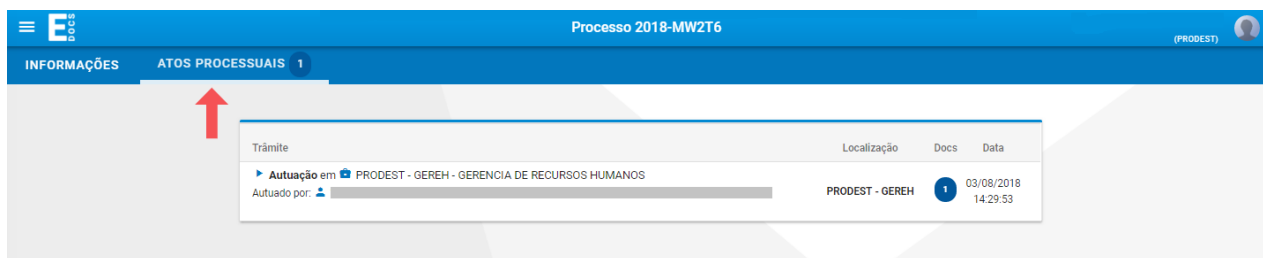 E DOCS
Processo 2018-MW2T6
(PRODEST)
INFORMAÇÕES
ATOS PROCESSUAIS 1
Trâmite
Localização
Docs
Data
Autuação em PRODEST - GEREH - GERENCIA DE RECURSOS HUMANOS
Autuado por:
PRODEST - GEREH
1
03/08/2018
14:29:53